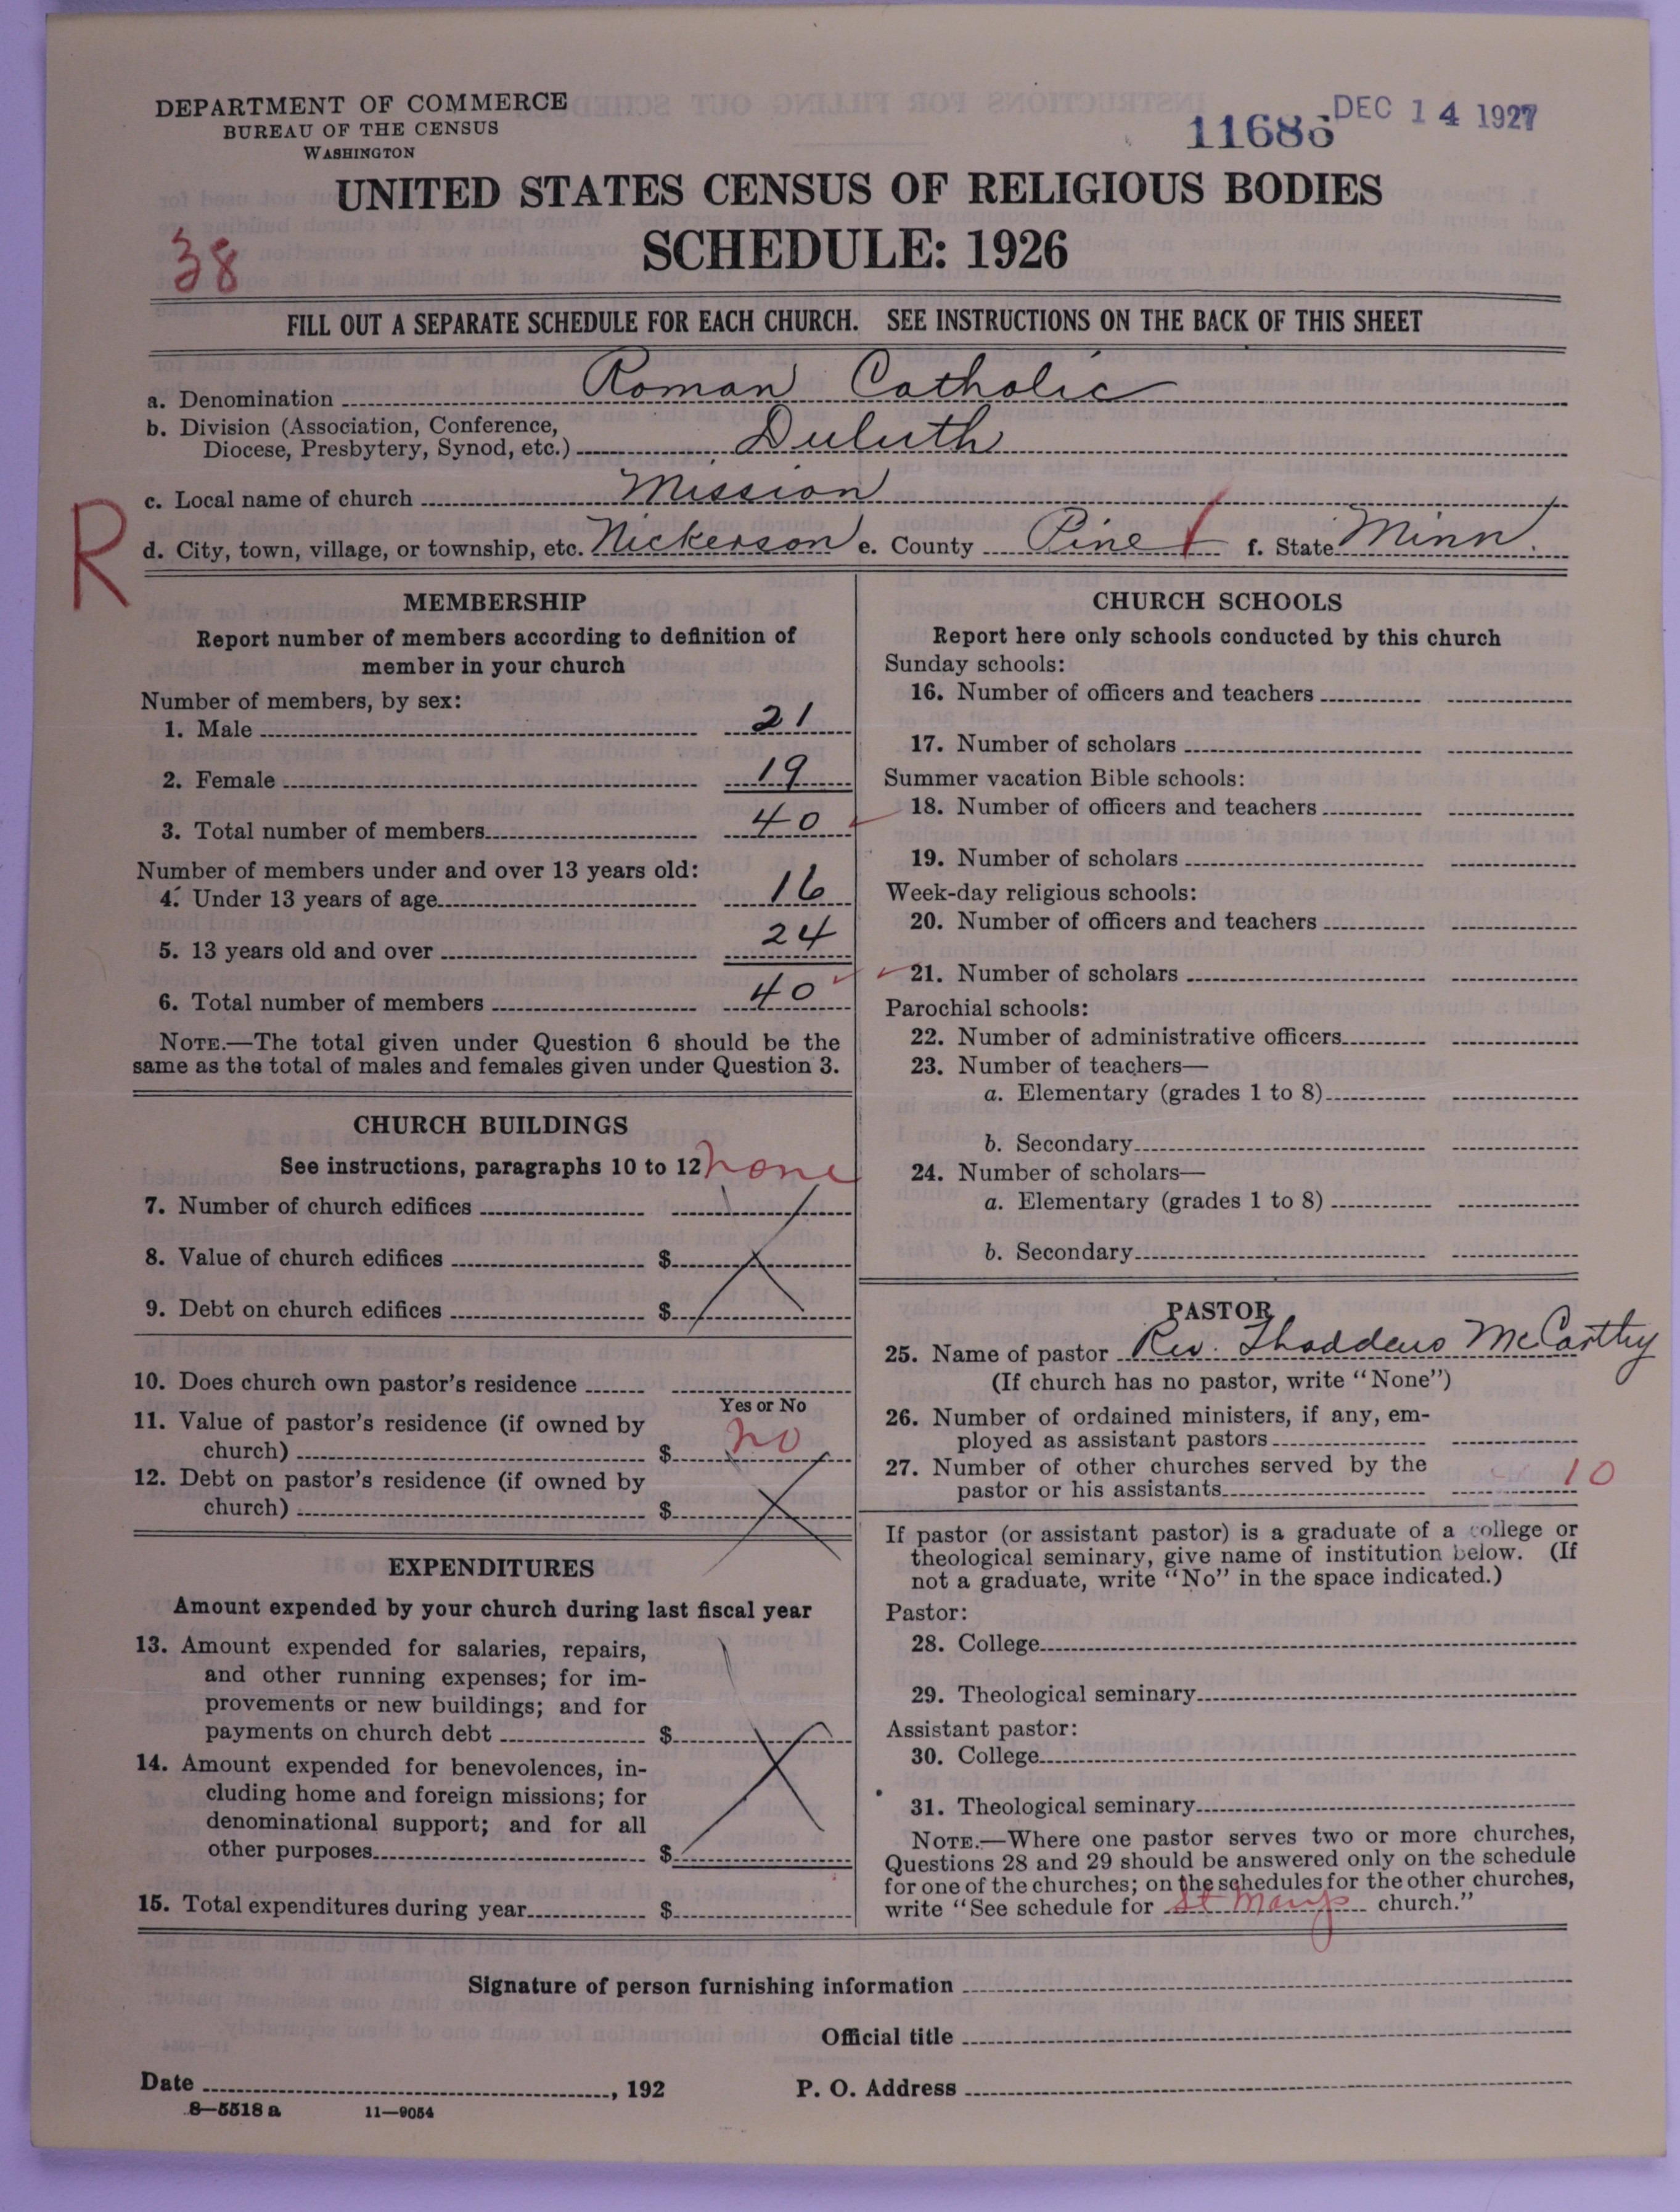 DEPARTMENT OF COMMERCE
BUREAU OF THE CENSUS
WASHINGTON
11686 DEC 14 1927
UNITED STATES CENSUS OF RELIGIOUS BODIES
SCHEDULE: 1926
38
FILL OUT A SEPARATE SCHEDULE FOR EACH CHURCH. SEE INSTRUCTIONS ON THE BACK OF THIS SHEET
a. Denomination Roman Catholic
b. Division (Association, Conference,
Diocese, Presbytery, Synod, etc.) Duluth
c. Local name of church Mission
R
d. City, town, village, or township, etc. Nickerson e. County Pine f. State Minn.
MEMBERSHIP
Report number of members according to definition of
member in your church
Number of members, by sex:
1. Male 21
2. Female 19
3. Total number of members 40
Number of members under and over 13 years old:
4. Under 13 years of age 16
5. 13 years old and over 24
6. Total number of members 40
NOTE.—The total given under Question 6 should be the
same as the total of males and females given under Question 3.
CHURCH BUILDINGS
See instructions, paragraphs 10 to 12 none
7. Number of church edifices
8. Value of church edifices $
9. Debt on church edifices $
10. Does church own pastor's residence
Yes or No
11. Value of pastor's residence (if owned by
church) $ no
12. Debt on pastor's residence (if owned by
church) $
EXPENDITURES
Amount expended by your church during last fiscal year
13. Amount expended for salaries, repairs,
and other running expenses; for im-
provements or new buildings; and for
payments on church debt $
14. Amount expended for benevolences, in-
cluding home and foreign missions; for
denominational support; and for all
other purposes $
15. Total expenditures during year $
CHURCH SCHOOLS
Report here only schools conducted by this church
Sunday schools:
16. Number of officers and teachers
17. Number of scholars
Summer vacation Bible schools:
18. Number of officers and teachers
19. Number of scholars
Week-day religious schools:
20. Number of officers and teachers
21. Number of scholars
Parochial schools:
22. Number of administrative officers
23. Number of teachers—
a. Elementary (grades 1 to 8)
b. Secondary
24. Number of scholars—
a. Elementary (grades 1 to 8)
b. Secondary
PASTOR
25. Name of pastor Rev. Thaddeus McCarthy
(If church has no pastor, write "None")
26. Number of ordained ministers, if any, em-
ployed as assistant pastors
27. Number of other churches served by the
pastor or his assistants 10
If pastor (or assistant pastor) is a graduate of a college or
theological seminary, give name of institution below. (If
not a graduate, write "No" in the space indicated.)
Pastor:
28. College
29. Theological seminary
Assistant pastor:
30. College
31. Theological seminary
NOTE.—Where one pastor serves two or more churches,
Questions 28 and 29 should be answered only on the schedule
for one of the churches; on the schedules for the other churches,
write "See schedule for St Marys church."
Signature of person furnishing information
Official title
Date , 192
P. O. Address
8—5518 a 11—9054